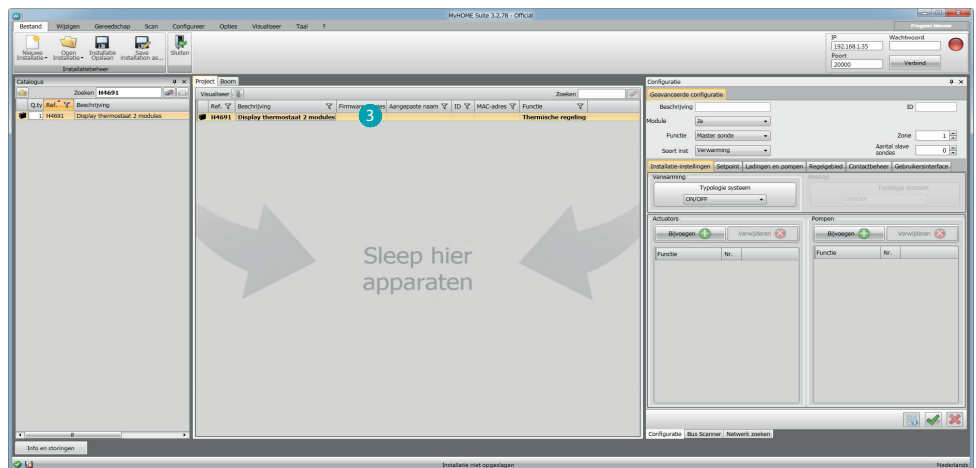 MyHOME Suite 3.2.78 - Official
Bestand Wijzigen Gereedschap Scan Configureer Opties Visualiseer Taal ?
Nieuwe Installatie Open Installatie Installatie Opslaan Save installation as... Sluiten
Installatiebeheer
IP
192.168.1.35
Poort
20000
Wachtwoord
Verbind
Catalogus
Zoeken H4691
Q.ty Ref. Beschrijving
1 H4691 Display thermostaat 2 modules
Project Boom
Visualiseer Zoeken
Ref. Beschrijving Aangepaste naam ID MAC-adres Functie
H4691 Display thermostaat 2 modules Thermische regeling
3
Sleep hier
apparaten
Configuratie
Geavanceerde configuratie
Beschrijving ID
Module Ja
Functie Master sonde Zone 1
Soort inst Verwarming Aantal slave sondes 0
Installatie-instellingen Setpoint Ladingen en pompen Regelgebied Contactbeheer Gebruikersinterface
Verwarming Koeling
Typologie systeem Typologie systeem
ON/OFF ON/OFF
Actuators Pompen
Bijvoegen Verwijderen Bijvoegen Verwijderen
Functie Nr. Functie Nr.
Configuratie Bus Scanner Netwerk zoeken
Info en storingen
Installatie niet opgeslagen
Nederlands